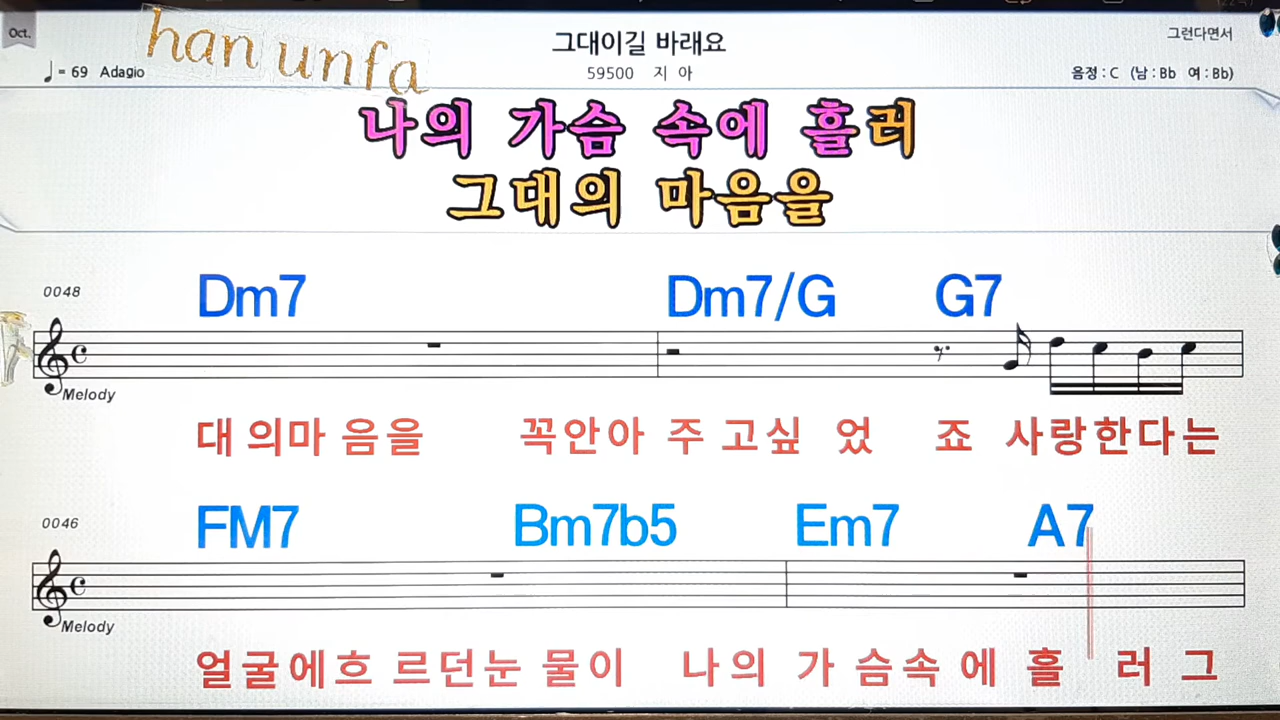 Oct.
han unfa
그대이길 바래요
그런다면서
♩= 69 Adagio
59500 지 아
음정 : C (남 : Bb 여 : Bb)
나의 가슴 속에 흘러
그대의 마음을
0048
Dm7 Dm7/G G7
Melody
대 의마 음을 꼭안아 주 고싶 었 죠 사랑한다는
0046
FM7 Bm7b5 Em7 A7
Melody
얼굴에흐 르던눈 물이 나의 가 슴속 에 흘 러 그